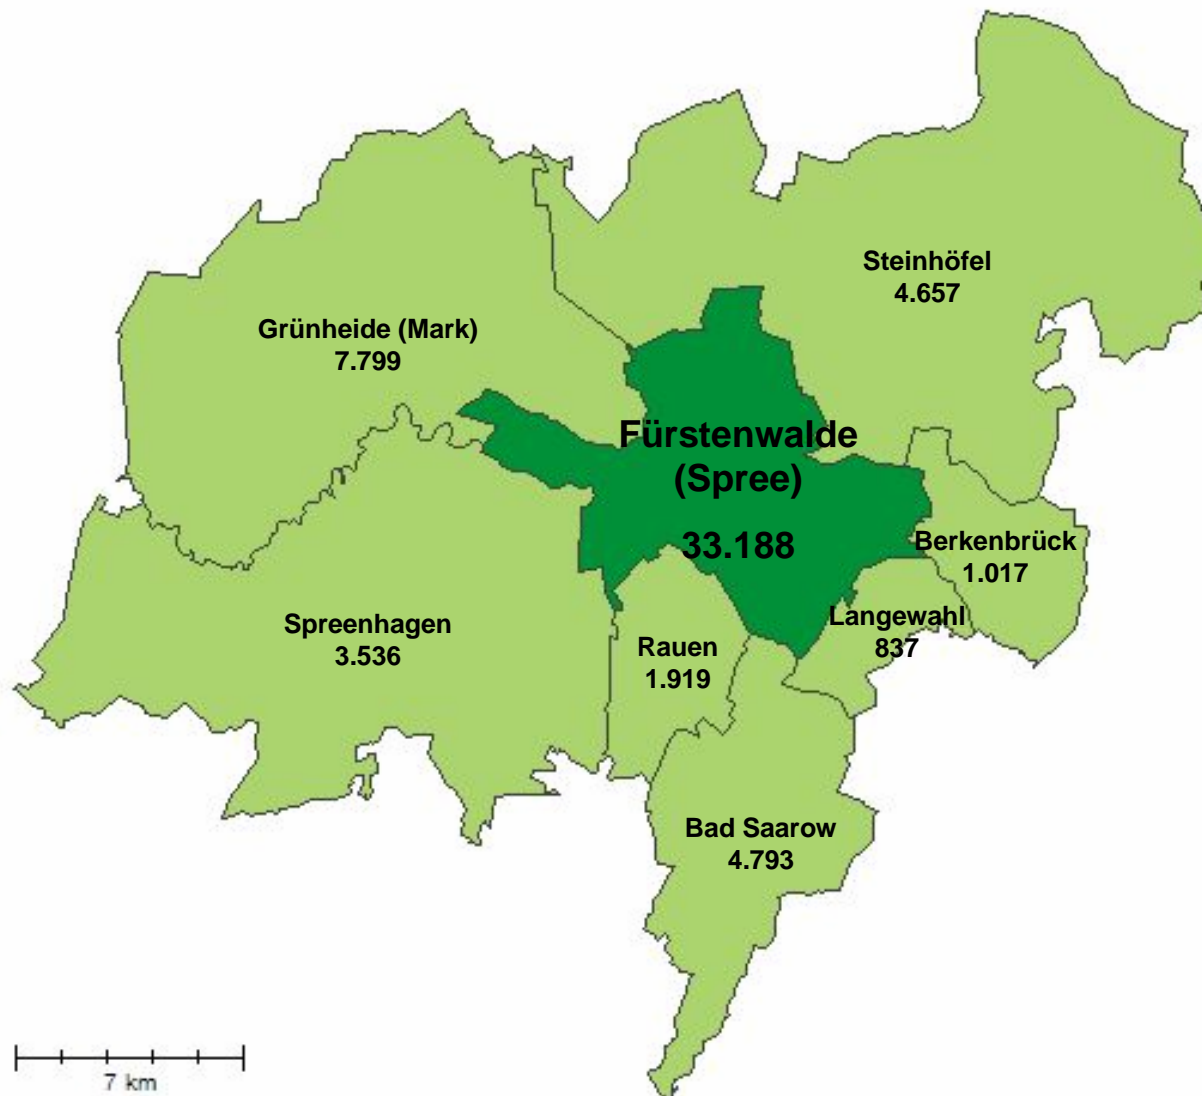 Steinhöfel
4.657
Grünheide (Mark)
7.799
Fürstenwalde
(Spree)
33.188
Berkenbrück
1.017
Langewahl
837
Spreenhagen
3.536
Rauen
1.919
Bad Saarow
4.793
7 km